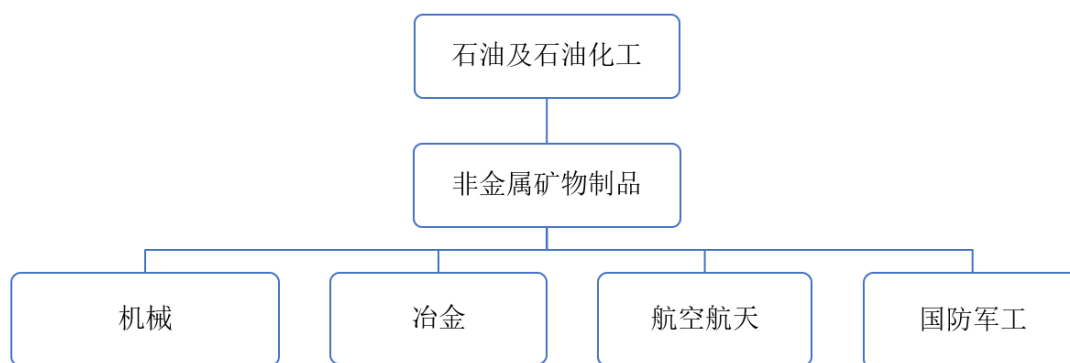 石油及石油化工
非金属矿物制品
机械
冶金
航空航天
国防军工